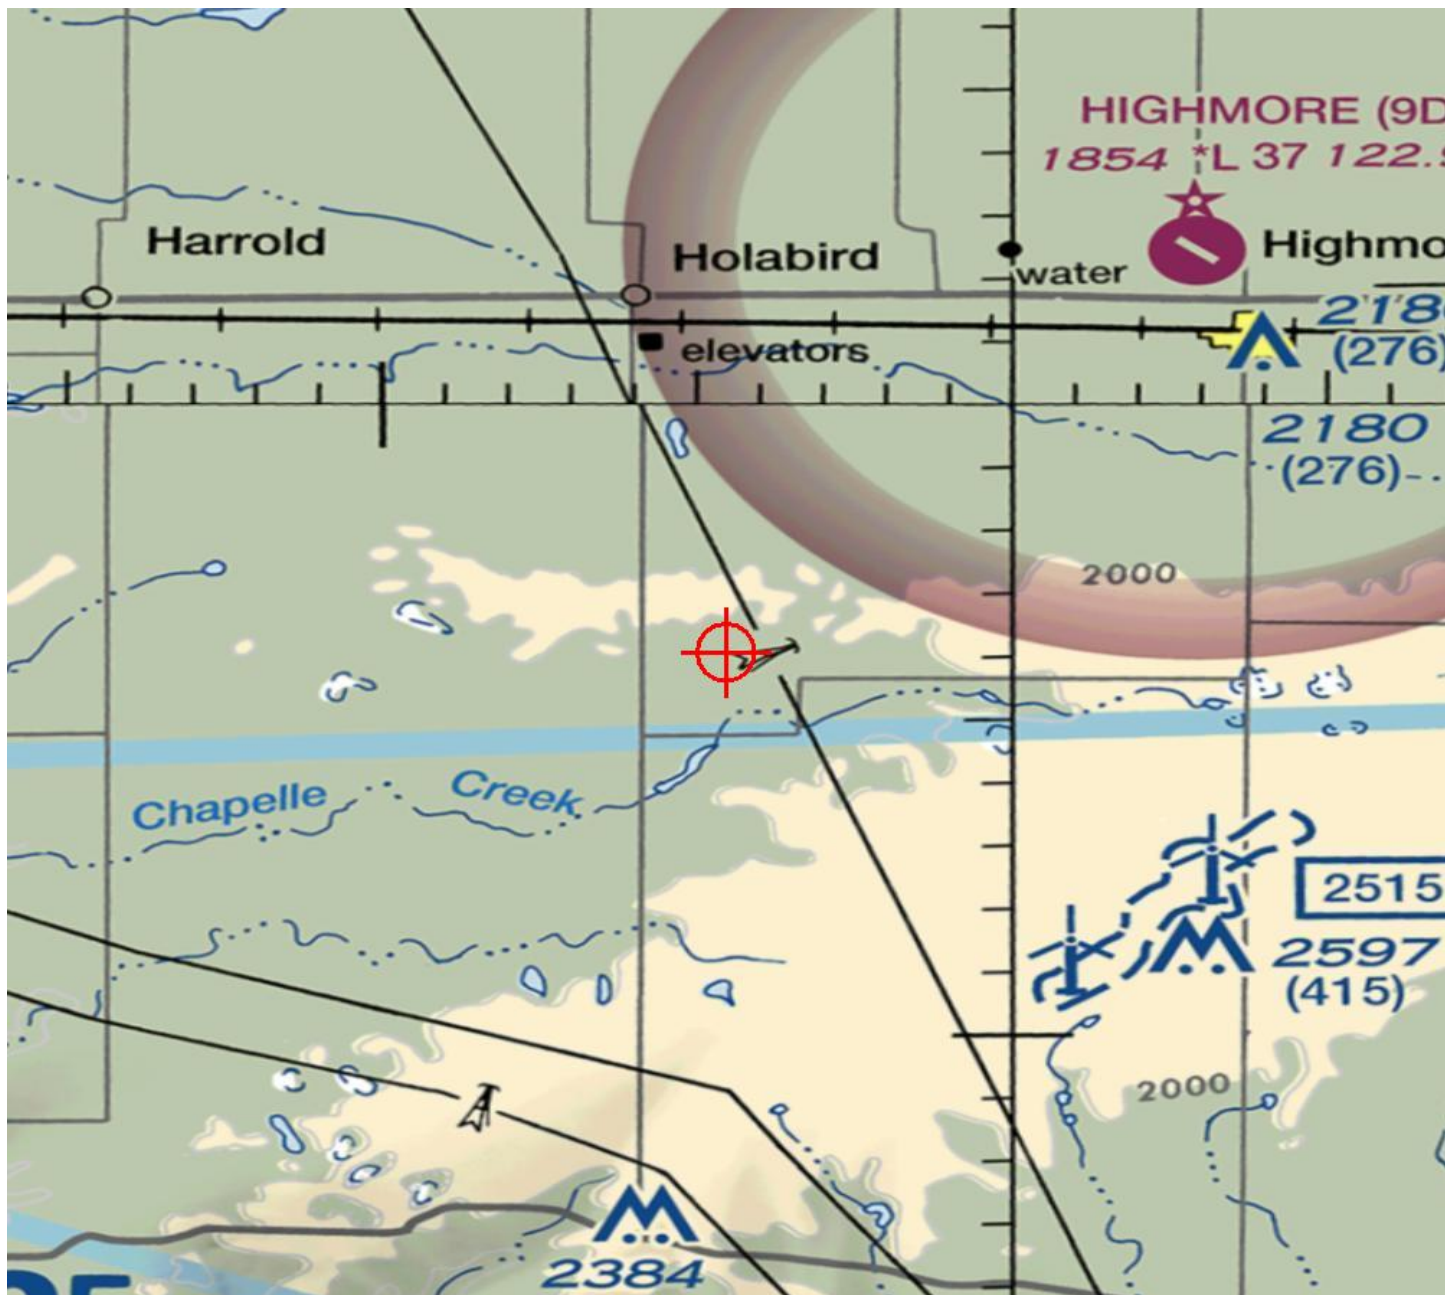 HIGHMORE (9D
1854 *L 37 122.
Harrold
Holabird
Highmo
water
218
(276)
elevators
2180
(276)
2000
Chapelle Creek
2515
2597
(415)
2000
2384